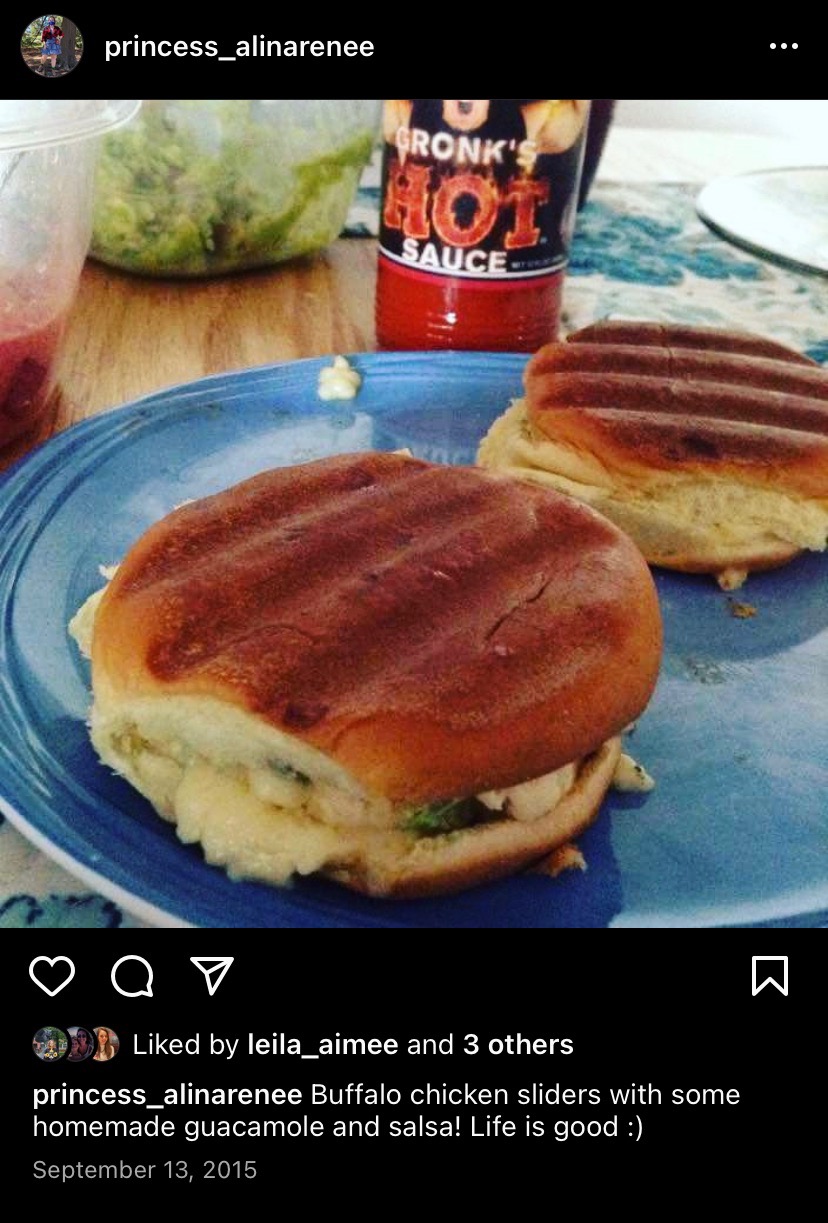 princess_alinarenee
GRONK'S
HOT
SAUCE
Liked by leila_aimee and 3 others
princess_alinarenee Buffalo chicken sliders with some
homemade guacamole and salsa! Life is good :)
September 13, 2015